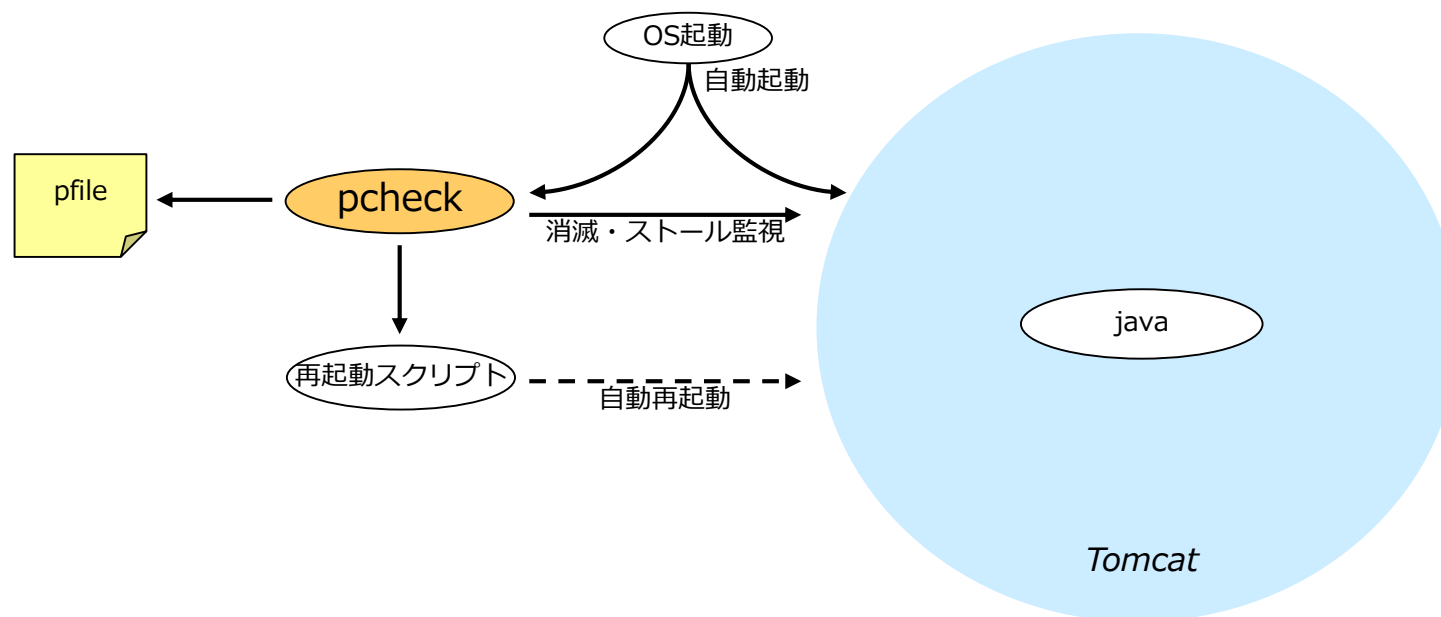 OS起動
自動起動
pfile
pcheck
消滅・ストール監視
java
再起動スクリプト
自動再起動
Tomcat